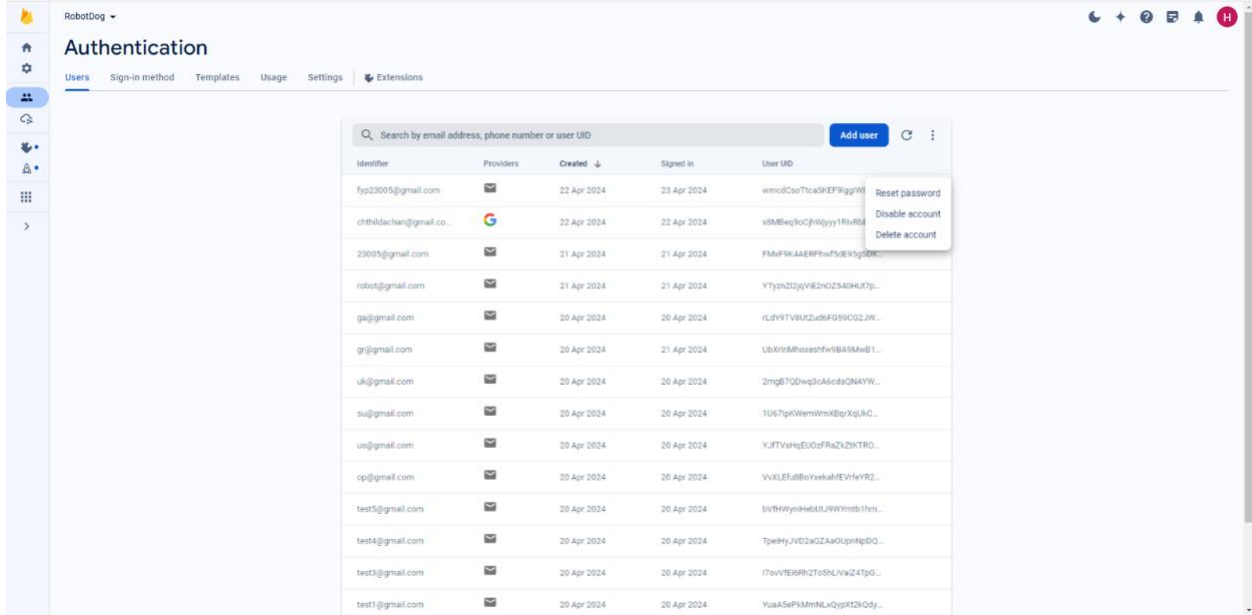 RobotDog
H
Authentication
Users Sign-in method Templates Usage Settings Extensions
Search by email address, phone number or user UID Add user
Identifier Providers Created Signed in User UID
fyp23005@gmail.com 22 Apr 2024 23 Apr 2024
Reset password
chthildachan@gmail.co... 22 Apr 2024 22 Apr 2024
Disable account
Delete account
23005@gmail.com 21 Apr 2024 21 Apr 2024
robot@gmail.com 21 Apr 2024 21 Apr 2024
ga@gmail.com 20 Apr 2024 20 Apr 2024
gr@gmail.com 20 Apr 2024 21 Apr 2024
uk@gmail.com 20 Apr 2024 20 Apr 2024
su@gmail.com 20 Apr 2024 20 Apr 2024
us@gmail.com 20 Apr 2024 20 Apr 2024
op@gmail.com 20 Apr 2024 20 Apr 2024
test5@gmail.com 20 Apr 2024 20 Apr 2024
test4@gmail.com 20 Apr 2024 20 Apr 2024
test3@gmail.com 20 Apr 2024 20 Apr 2024
test1@gmail.com 20 Apr 2024 20 Apr 2024